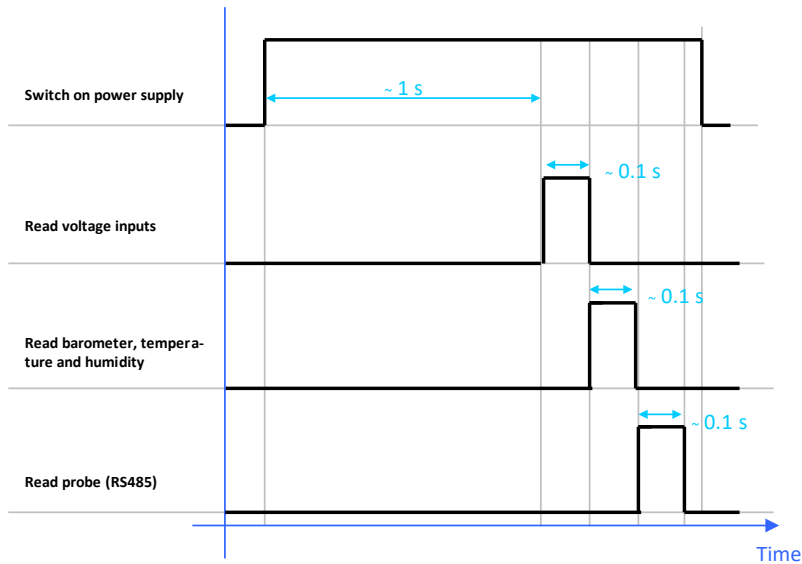 Switch on power supply
~ 1 s
~ 0.1 s
Read voltage inputs
~ 0.1 s
Read barometer, tempera-
ture and humidity
~ 0.1 s
Read probe (RS485)
Time